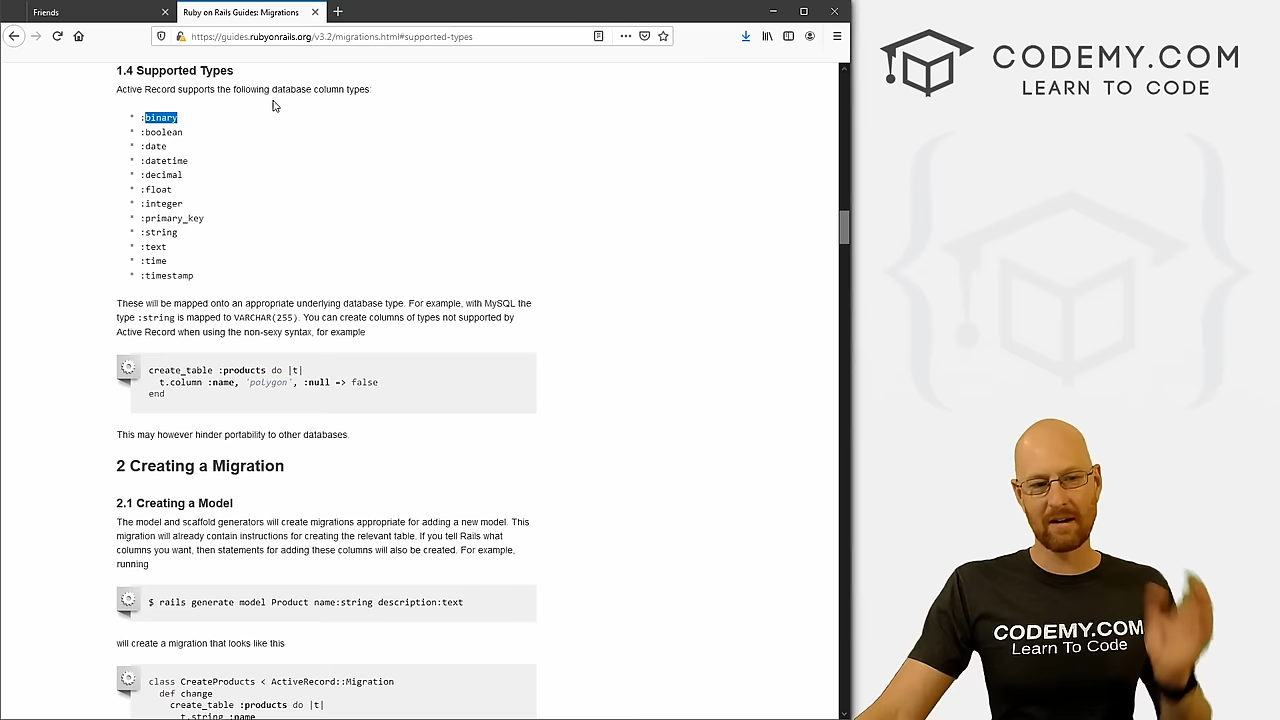 Friends
Ruby on Rails Guides: Migrations
https://guides.rubyonrails.org/v3.2/migrations.html#supported-types
1.4 Supported Types
Active Record supports the following database column types:
* :binary
* :boolean
* :date
* :datetime
* :decimal
* :float
* :integer
* :primary_key
* :string
* :text
* :time
* :timestamp
These will be mapped onto an appropriate underlying database type. For example, with MySQL the
type :string is mapped to VARCHAR(255). You can create columns of types not supported by
Active Record when using the non-sexy syntax, for example
create_table :products do |t|
t.column :name, 'polygon', :null => false
end
This may however hinder portability to other databases.
2 Creating a Migration
2.1 Creating a Model
The model and scaffold generators will create migrations appropriate for adding a new model. This
migration will already contain instructions for creating the relevant table. If you tell Rails what
columns you want, then statements for adding these columns will also be created. For example,
running
$ rails generate model Product name:string description:text
will create a migration that looks like this
class CreateProducts < ActiveRecord::Migration
def change
create_table :products do |t|
t.string :name
CODEMY.COM
LEARN TO CODE
CODEMY.COM
Learn To Code